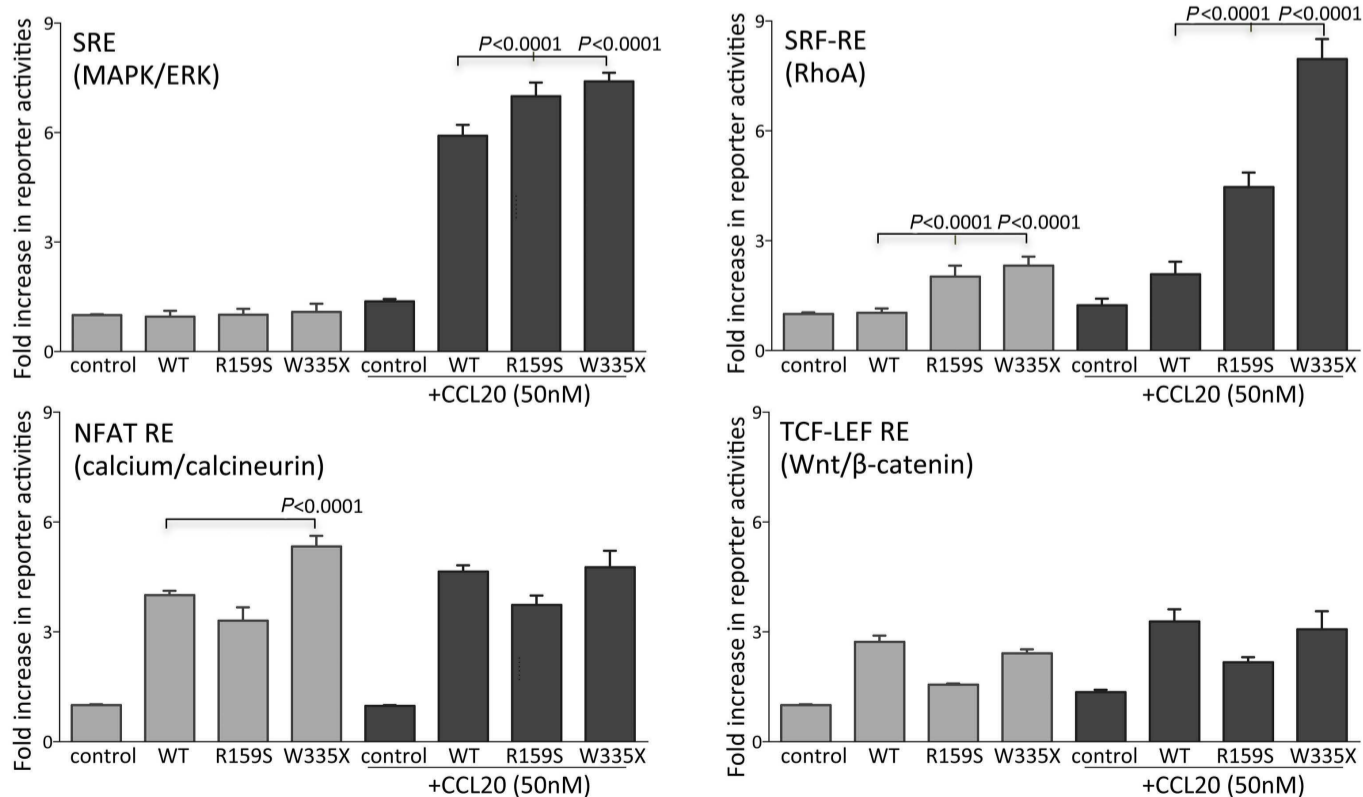 Fold increase in reporter activities
9
6
3
0
SRE
(MAPK/ERK)
P<0.0001 P<0.0001
control WT R159S W335X control WT R159S W335X
+CCL20 (50nM)
Fold increase in reporter activities
9
6
3
0
SRF-RE
(RhoA)
P<0.0001 P<0.0001
P<0.0001 P<0.0001
control WT R159S W335X control WT R159S W335X
+CCL20 (50nM)
Fold increase in reporter activities
9
6
3
0
NFAT RE
(calcium/calcineurin)
P<0.0001
control WT R159S W335X control WT R159S W335X
+CCL20 (50nM)
Fold increase in reporter activities
9
6
3
0
TCF-LEF RE
(Wnt/β-catenin)
control WT R159S W335X control WT R159S W335X
+CCL20 (50nM)